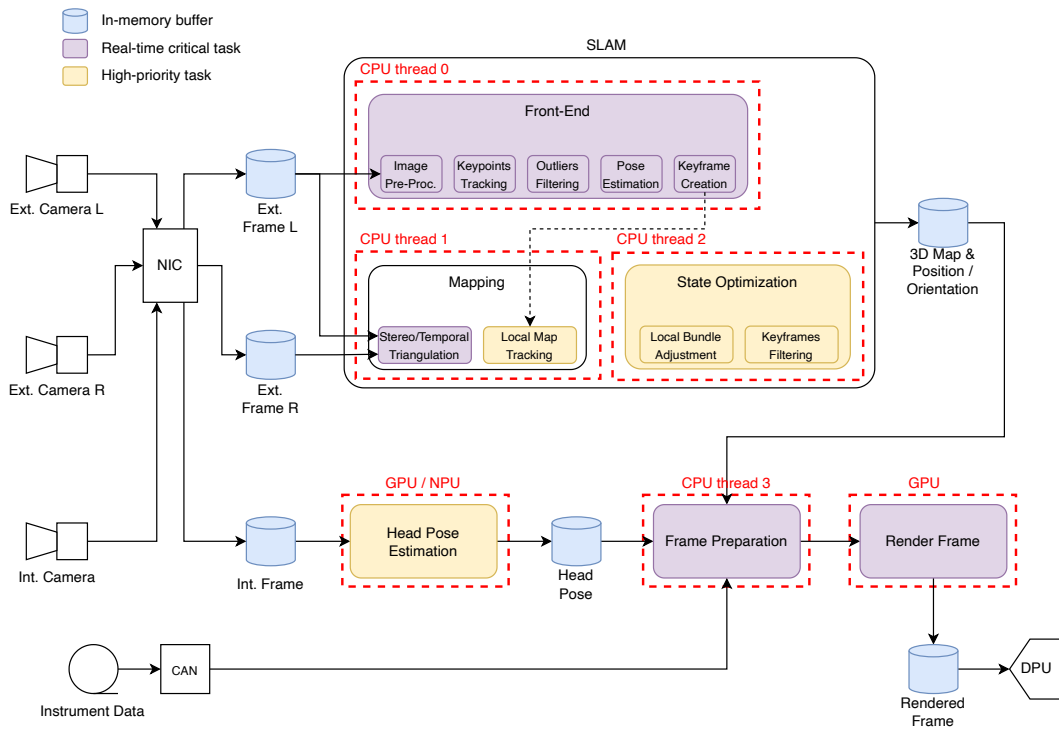 In-memory buffer
Real-time critical task
High-priority task
SLAM
CPU thread 0
Front-End
Image
Pre-Proc.
Keypoints
Tracking
Outliers
Filtering
Pose
Estimation
Keyframe
Creation
Ext. Camera L
Ext.
Frame L
NIC
CPU thread 1
Mapping
Stereo/Temporal
Triangulation
Local Map
Tracking
CPU thread 2
State Optimization
Local Bundle
Adjustment
Keyframes
Filtering
3D Map &
Position /
Orientation
Ext. Camera R
Ext.
Frame R
GPU / NPU
Head Pose
Estimation
CPU thread 3
Frame Preparation
GPU
Render Frame
Int. Camera
Int. Frame
Head
Pose
CAN
Instrument Data
Rendered
Frame
DPU